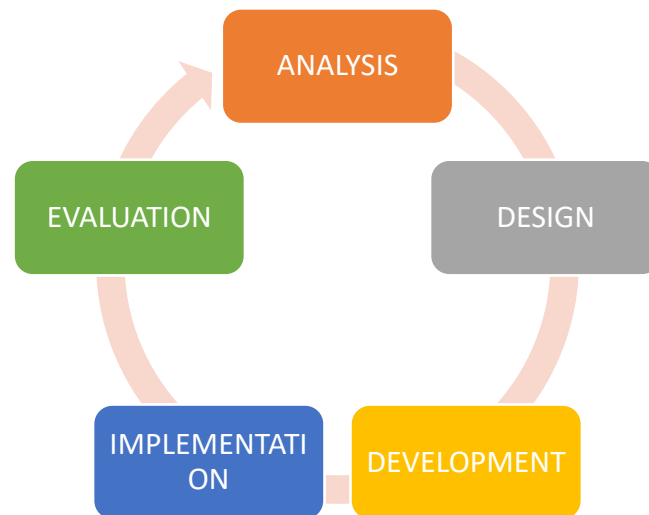 ANALYSIS
DESIGN
DEVELOPMENT
IMPLEMENTATI
ON
EVALUATION